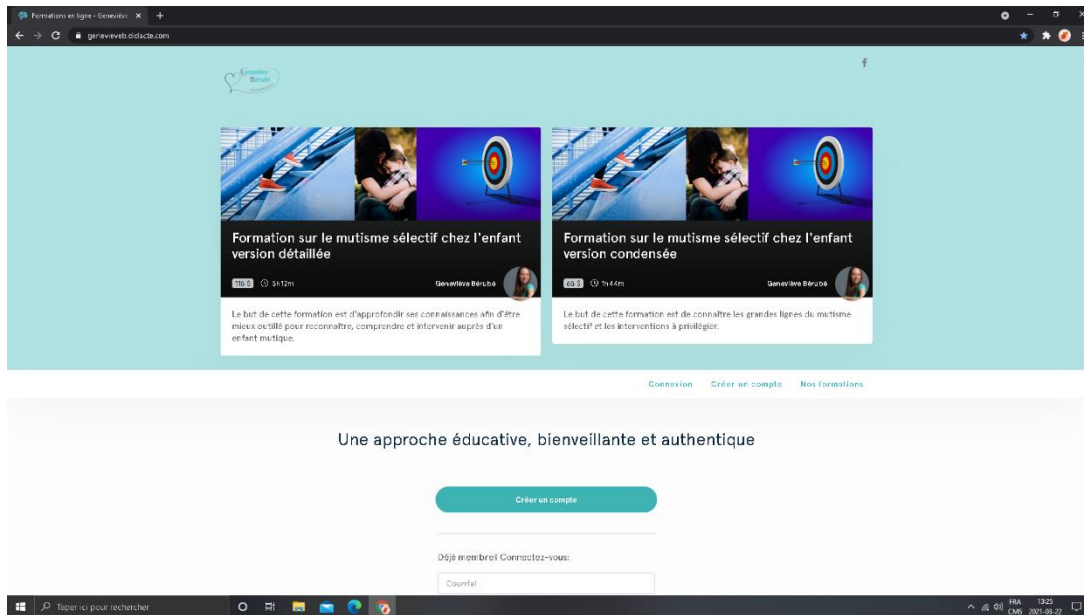 Formations en ligne - Geneviève
genevieveb.didacte.com
Geneviève
Bérubé
Formation sur le mutisme sélectif chez l'enfant
version détaillée
116 $ 5h12m Geneviève Bérubé
Le but de cette formation est d'approfondir ses connaissances afin d'être
mieux outillé pour reconnaître, comprendre et intervenir auprès d'un
enfant mutique.
Formation sur le mutisme sélectif chez l'enfant
version condensée
1h44m Geneviève Bérubé
Le but de cette formation est de connaître les grandes lignes du mutisme
sélectif et les interventions à privilégier.
Connexion Créer un compte Nos formations
Une approche éducative, bienveillante et authentique
Créer un compte
Déjà membre? Connectez-vous:
Courriel
Taper ici pour rechercher
FRA 13:25
CMS 2021-03-22